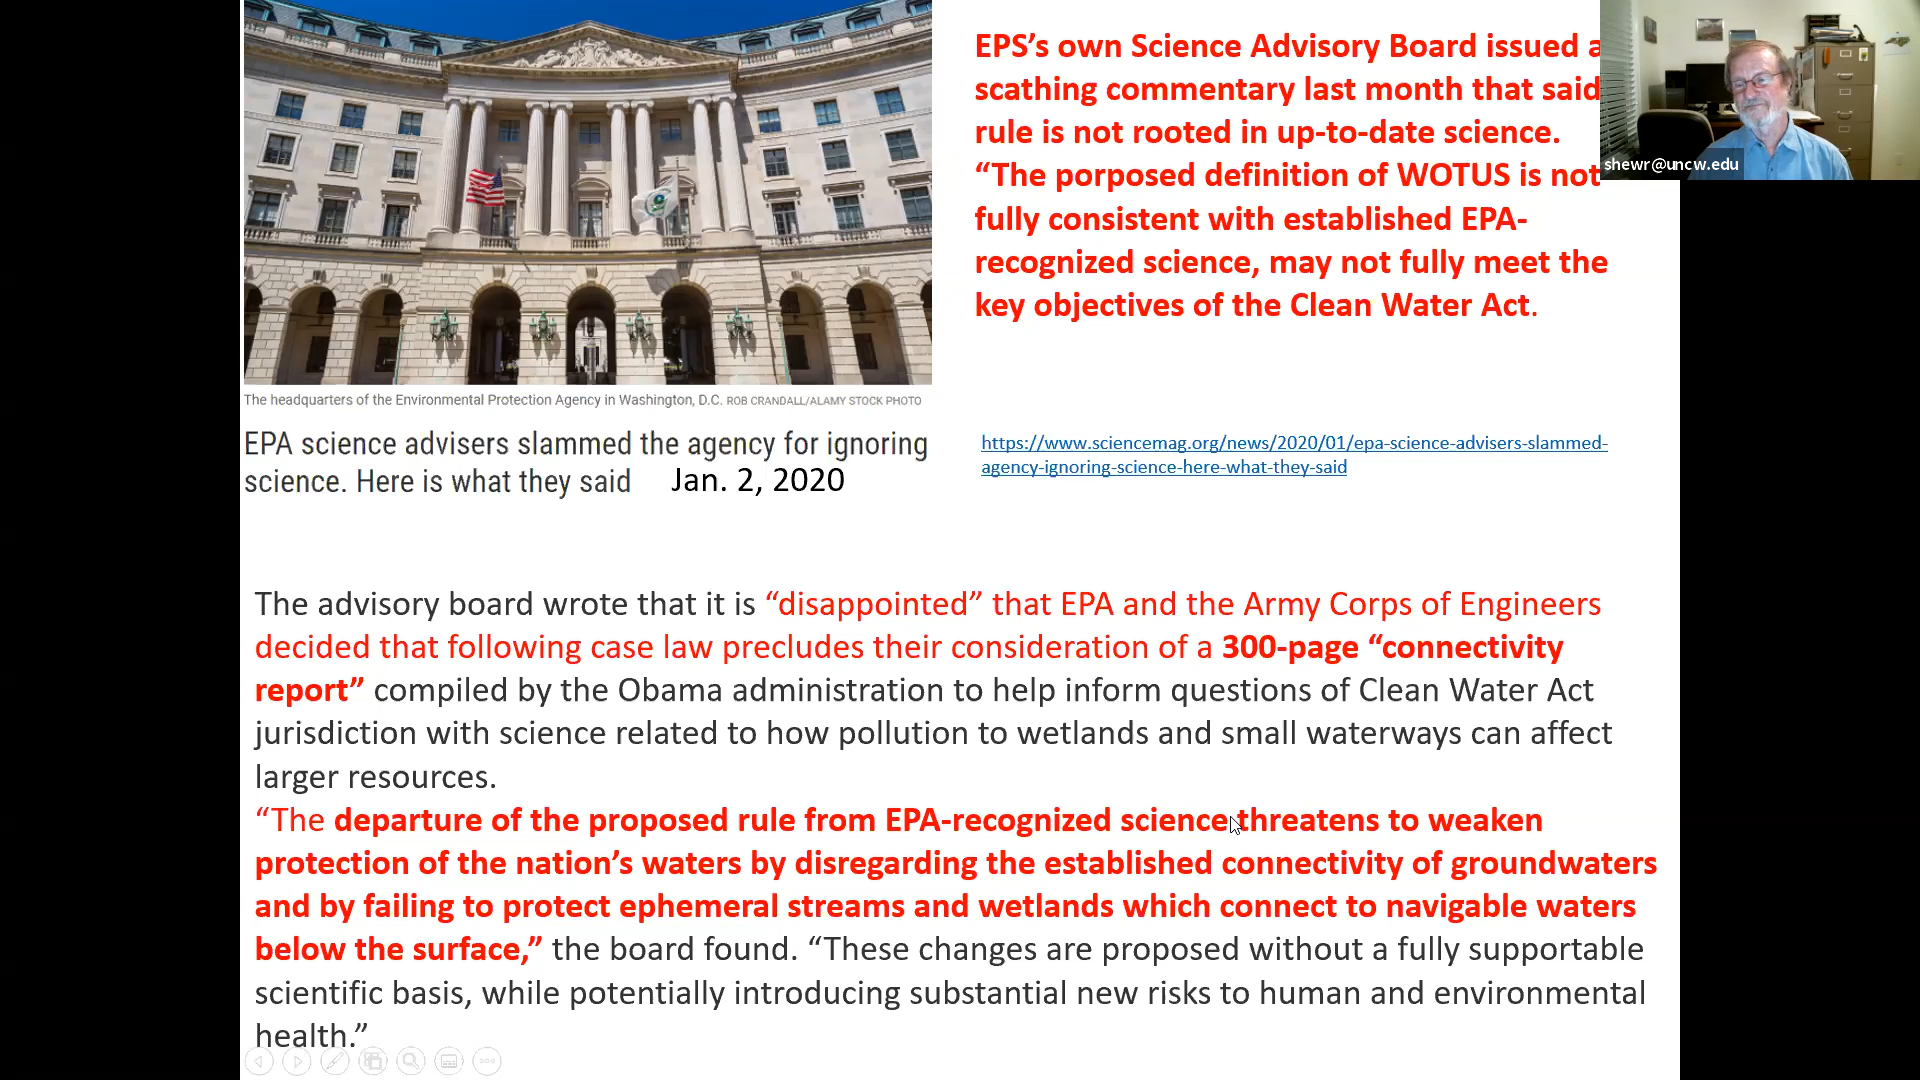 EPS’s own Science Advisory Board issued a
scathing commentary last month that said
rule is not rooted in up-to-date science.
“The porposed definition of WOTUS is not
fully consistent with established EPA-
recognized science, may not fully meet the
key objectives of the Clean Water Act.
shewr@uncw.edu
The headquarters of the Environmental Protection Agency in Washington, D.C. ROB CRANDALL/ALAMY STOCK PHOTO
EPA science advisers slammed the agency for ignoring
science. Here is what they said Jan. 2, 2020
https://www.sciencemag.org/news/2020/01/epa-science-advisers-slammed-
agency-ignoring-science-here-what-they-said
The advisory board wrote that it is “disappointed” that EPA and the Army Corps of Engineers
decided that following case law precludes their consideration of a 300-page “connectivity
report” compiled by the Obama administration to help inform questions of Clean Water Act
jurisdiction with science related to how pollution to wetlands and small waterways can affect
larger resources.
“The departure of the proposed rule from EPA-recognized science threatens to weaken
protection of the nation’s waters by disregarding the established connectivity of groundwaters
and by failing to protect ephemeral streams and wetlands which connect to navigable waters
below the surface,” the board found. “These changes are proposed without a fully supportable
scientific basis, while potentially introducing substantial new risks to human and environmental
health.”